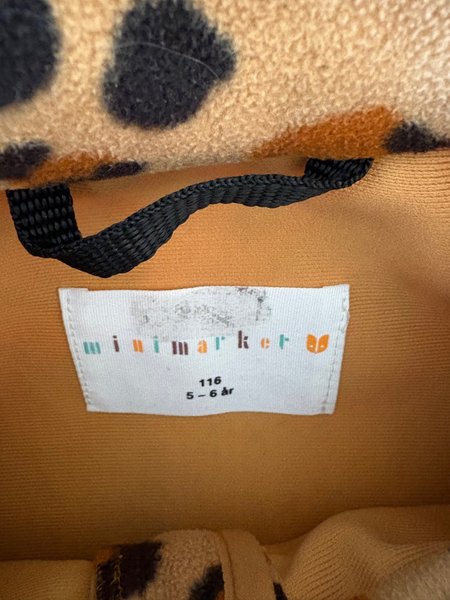 minimarket
116
5 – 6 år